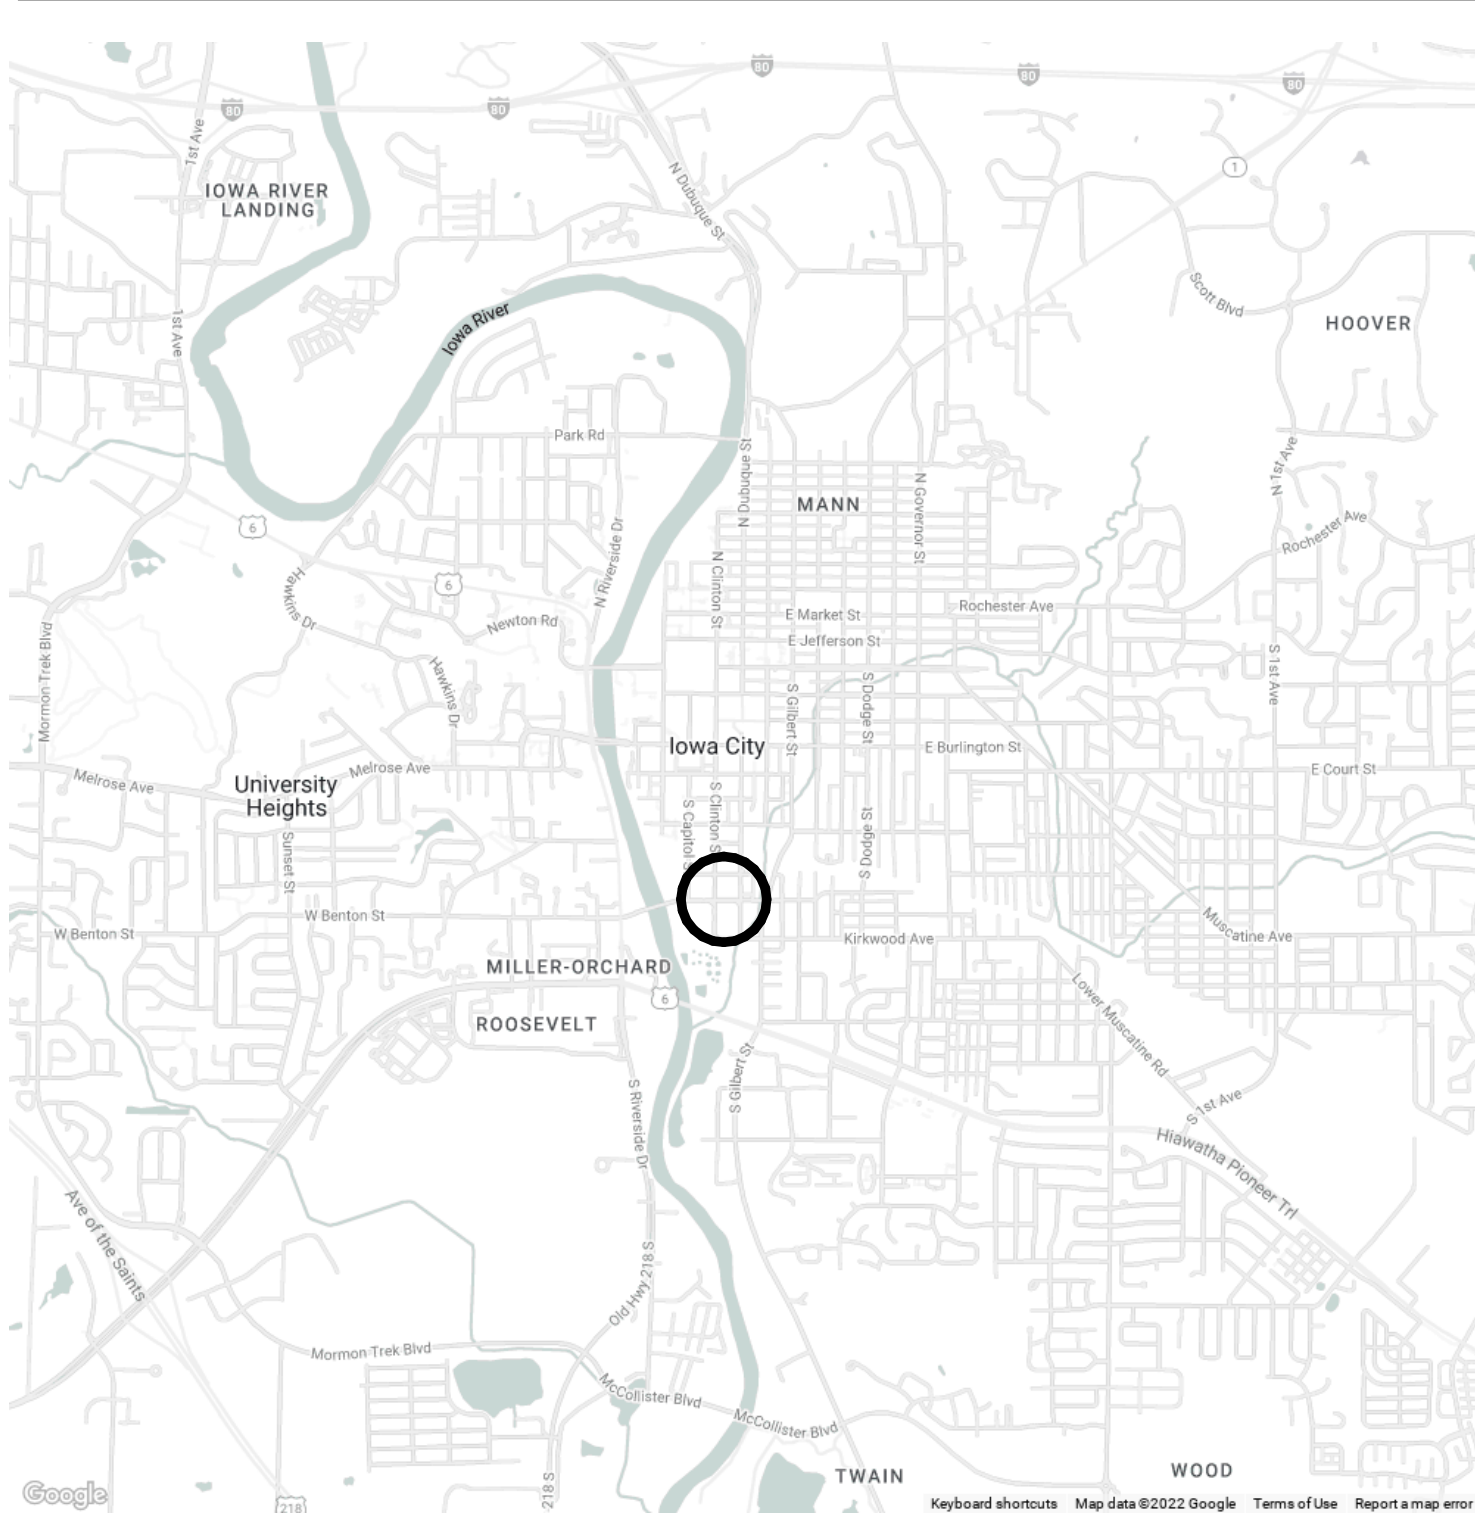 80
80
80
80
1st Ave
N Dubuque St
1
IOWA RIVER
LANDING
Scott Blvd
HOOVER
1st Ave
Iowa River
Park Rd
N Dubuque St
N 1st Ave
MANN
N Governor St
Rochester Ave
6
N Riverside Dr
N Clinton St
6
Hawkins Dr
Rochester Ave
E Market St
Newton Rd
E Jefferson St
Mormon Trek Blvd
Hawkins Dr
S 1st Ave
S Gilbert St
S Dodge St
Iowa City
E Burlington St
Melrose Ave
Melrose Ave
E Court St
University
Heights
S Capitol S
S Clinton S
Sunset St
S Dodge St
W Benton St
W Benton St
Muscatine Ave
Kirkwood Ave
MILLER-ORCHARD
6
Lower Muscatine Rd
ROOSEVELT
S Gilbert St
S Riverside Dr
S 1st Ave
Hiawatha Pioneer Trl
Ave of the Saints
Old Hwy 218 S
Mormon Trek Blvd
McCollister Blvd
McCollister Blvd
TWAIN
WOOD
218 S
218
Google
Keyboard shortcuts Map data ©2022 Google Terms of Use Report a map error